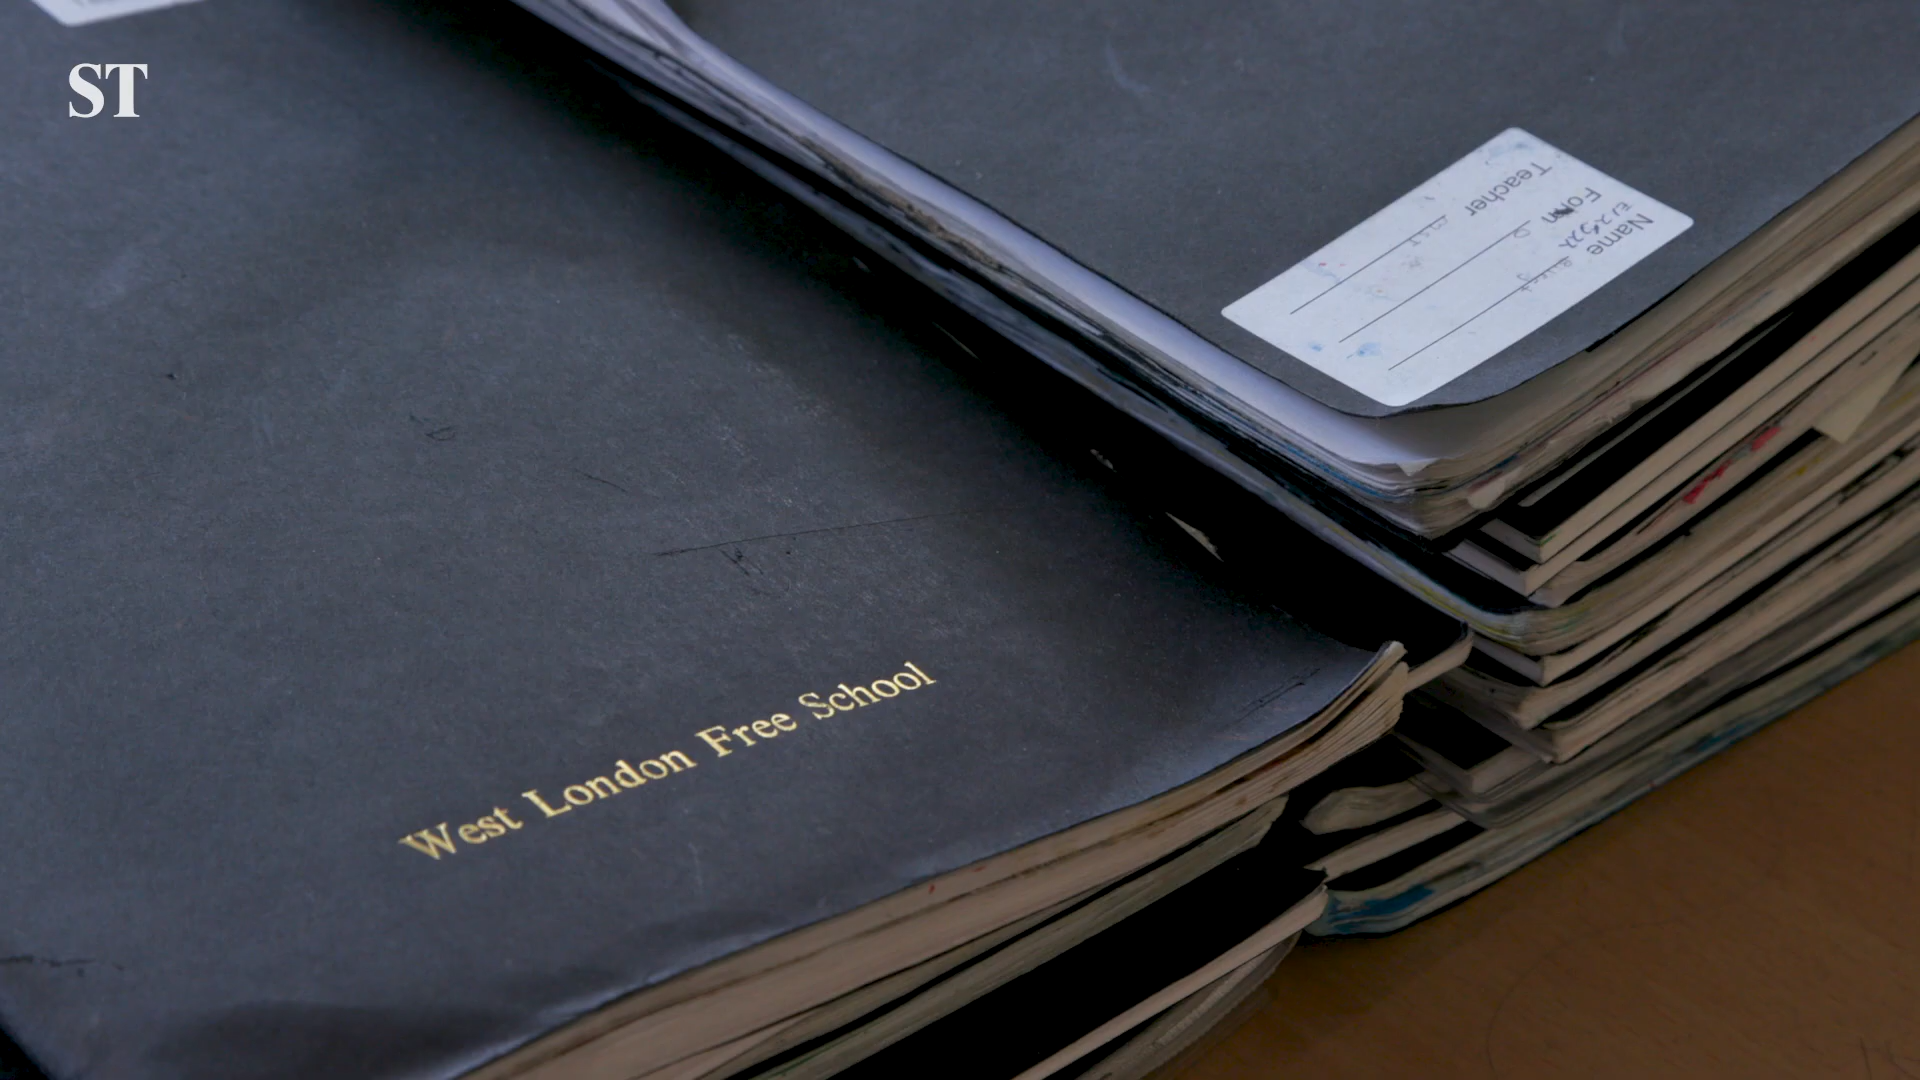 ST
Name
Form
Teacher
West London Free School